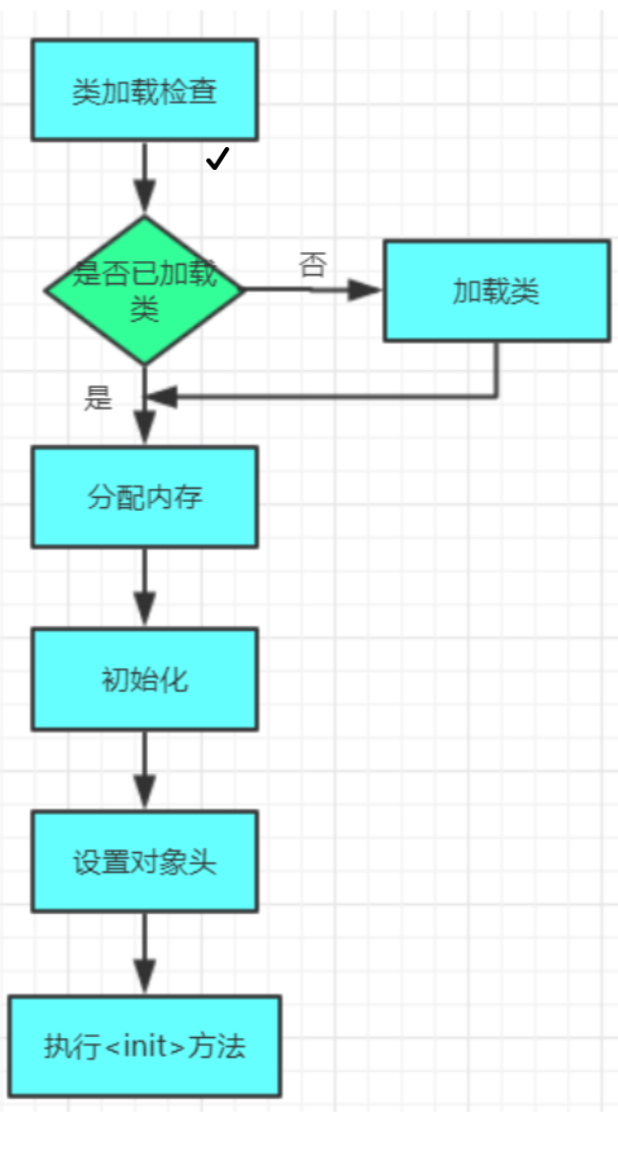 类加载检查
是否已加载
类
否
加载类
是
分配内存
初始化
设置对象头
执行<init>方法